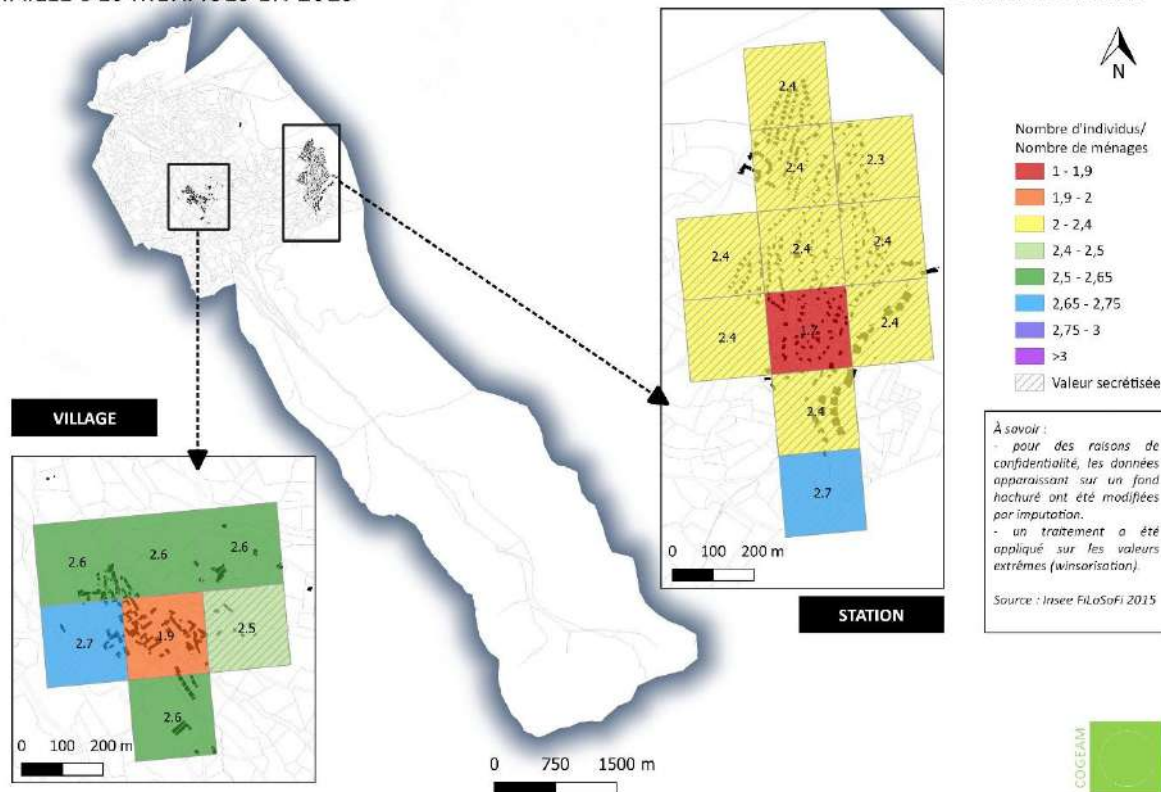 N
Nombre d'individus/
Nombre de ménages
1 - 1,9
1,9 - 2
2 - 2,4
2,4 - 2,5
2,5 - 2,65
2,65 - 2,75
2,75 - 3
>3
Valeur secrétisée
À savoir :
- pour des raisons de
confidentialité, les données
apparaissant sur un fond
hachuré ont été modifiées
par imputation.
- un traitement a été
appliqué sur les valeurs
extrêmes (winsorisation).
Source : Insee FiLoSoFi 2015
2.4
2.4
2.3
2.4
2.4
2.4
2.4
1.7
2.4
2.4
2.7
0 100 200 m
STATION
VILLAGE
2.6
2.6
2.6
2.7
1.9
2.5
2.6
0 100 200 m
0 750 1500 m
COGEAM